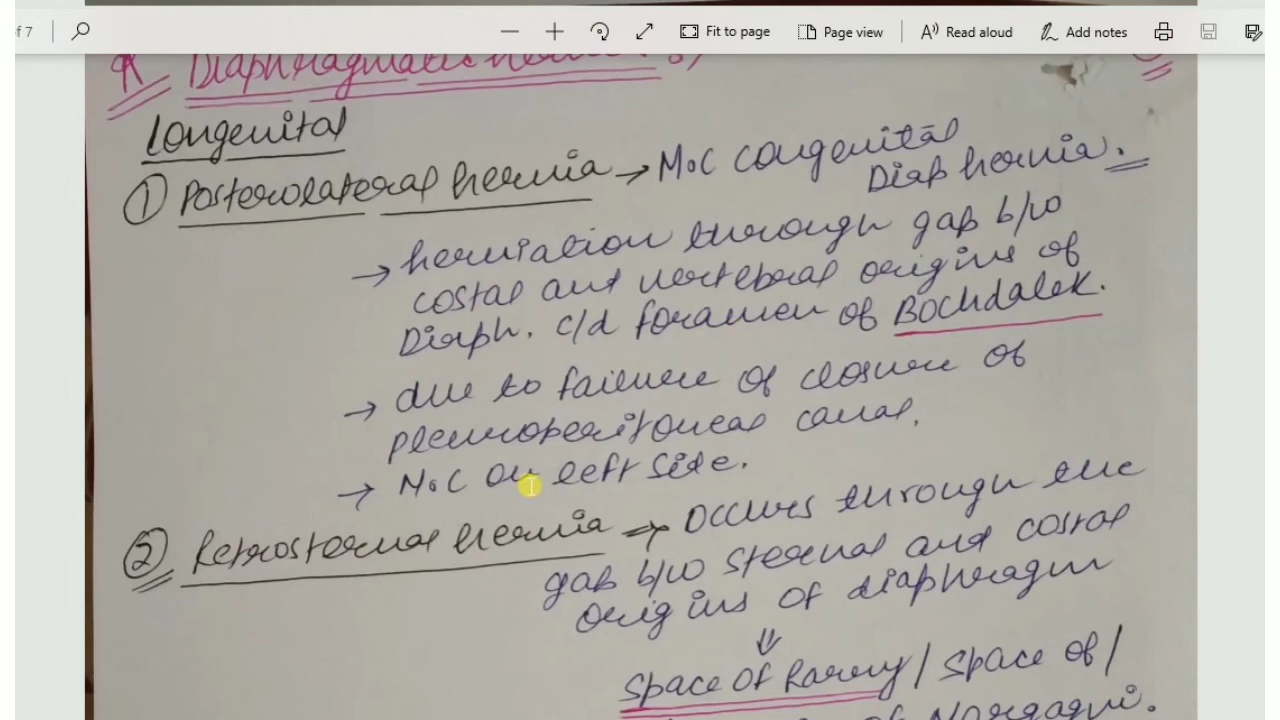 of 7
Fit to page
Page view
Read aloud
Add notes
Diaphragmatic hernia
Congenital
① Posterolateral hernia → M.C congenital
Diap hernia.
→ herniation through gap b/w
costal and vertebral origins of
Diaph. c/d foramen of Bochdalek.
→ due to failure of closure of
pleuroperitoneal canal.
→ M.C on left side.
② Retrosternal hernia ⇒ Occurs through the
gap b/w sternal and costal
origins of diaphragm
⇓
Space of Larrey / Space of /
of Morgagni.